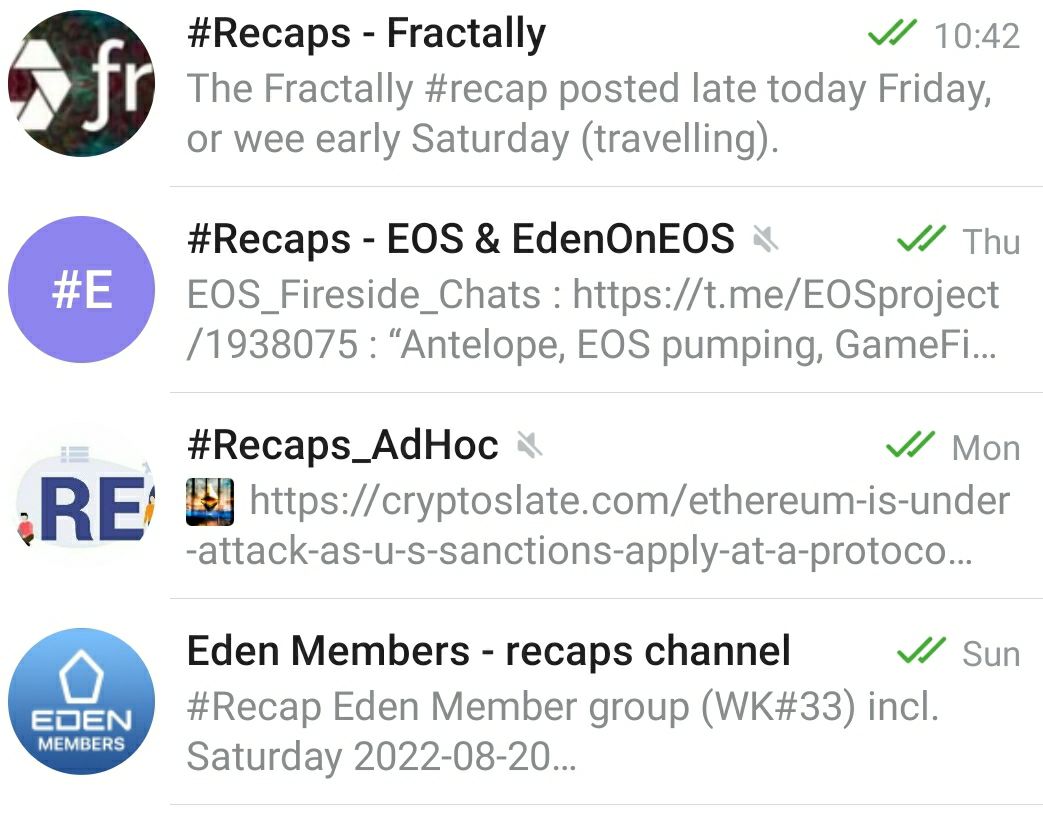 fr
#Recaps - Fractally
10:42
The Fractally #recap posted late today Friday,
or wee early Saturday (travelling).
#E
#Recaps - EOS & EdenOnEOS
Thu
EOS_Fireside_Chats : https://t.me/EOSproject
/1938075 : “Antelope, EOS pumping, GameFi...
RE
#Recaps_AdHoc
Mon
https://cryptoslate.com/ethereum-is-under
-attack-as-u-s-sanctions-apply-at-a-protoco...
EDEN
MEMBERS
Eden Members - recaps channel
Sun
#Recap Eden Member group (WK#33) incl.
Saturday 2022-08-20...